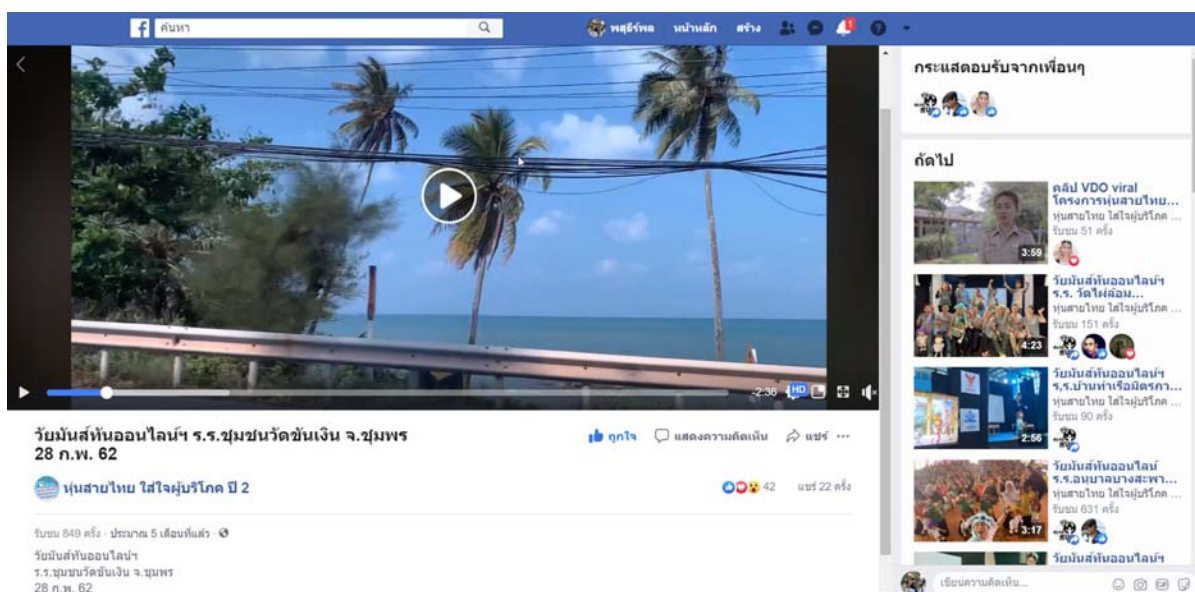 ค้นหา
พสุธีร์พล หน้าหลัก สร้าง
1
กระแสตอบรับจากเพื่อนๆ
ถัดไป
คลิป VDO viral
โครงการหุ่นสายไทย...
หุ่นสายไทย ใส่ใจผู้บริโภค ...
รับชม 51 ครั้ง
3:59
วัยมันส์ทันออนไลน์ฯ
ร.ร. วัดไผ่ล้อม...
หุ่นสายไทย ใส่ใจผู้บริโภค ...
รับชม 151 ครั้ง
4:23
วัยมันส์ทันออนไลน์ฯ
ร,ร.บ้านท่าเรือมิตรภา...
หุ่นสายไทย ใส่ใจผู้บริโภค ...
รับชม 90 ครั้ง
2:56
วัยมันส์ทันออนไลน์
ร.ร.อนุบาลบางสะพา...
หุ่นสายไทย ใส่ใจผู้บริโภค ...
รับชม 631 ครั้ง
3:17
วัยมันส์ทันออนไลน์ฯ
-2:36 HD
วัยมันส์ทันออนไลน์ฯ ร.ร.ชุมชนวัดขันเงิน จ.ชุมพร
28 ก.พ. 62
ถูกใจ แสดงความคิดเห็น แชร์
หุ่นสายไทย ใส่ใจผู้บริโภค ปี 2
42 แชร์ 22 ครั้ง
รับชม 849 ครั้ง · ประมาณ 5 เดือนที่แล้ว ·
วัยมันส์ทันออนไลน์ฯ
ร.ร.ชุมชนวัดขันเงิน จ.ชุมพร
28 ก.พ. 62
เขียนความคิดเห็น...
GIF